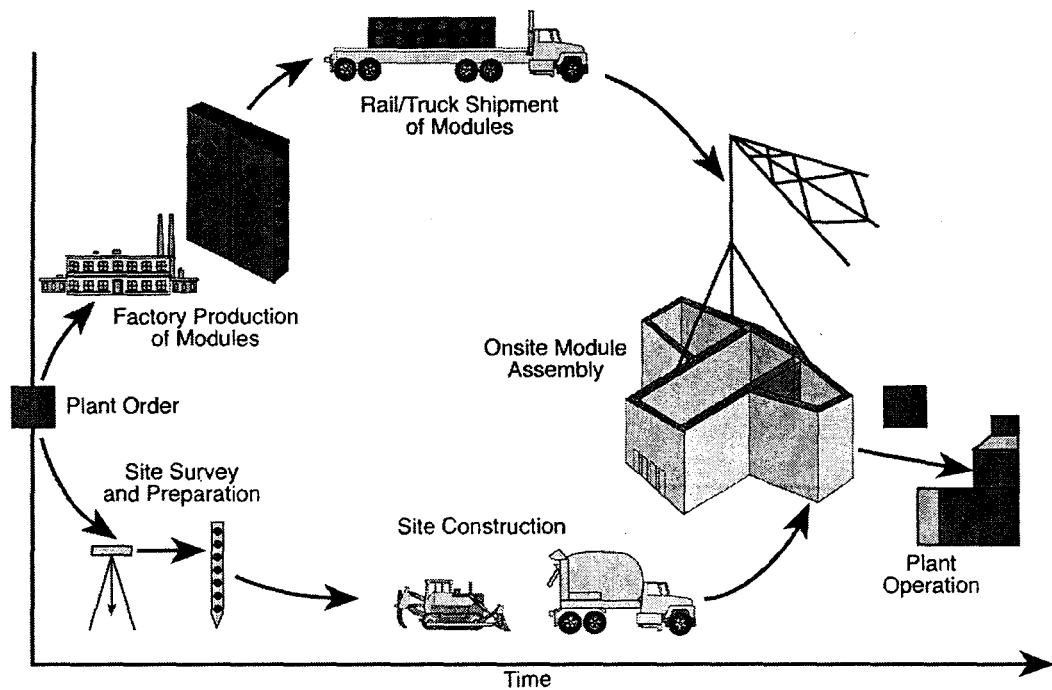 Rail/Truck Shipment
of Modules
Factory Production
of Modules
Onsite Module
Assembly
Plant Order
Site Survey
and Preparation
Site Construction
Plant
Operation
Time